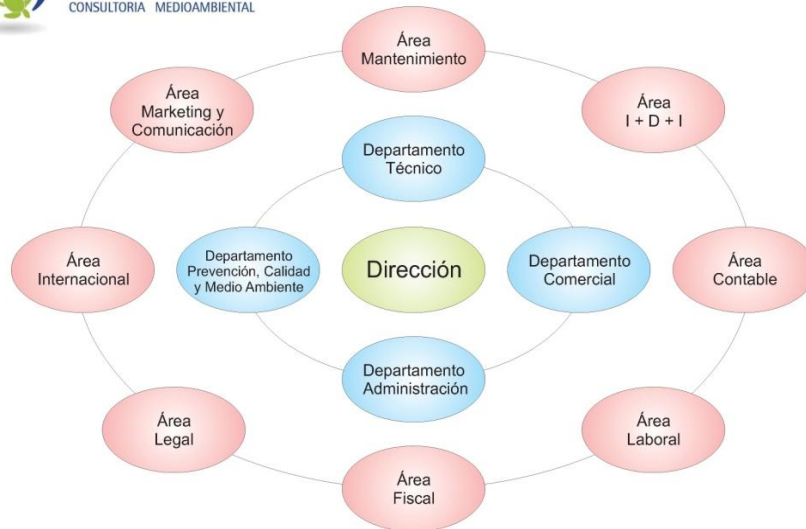 CONSULTORIA MEDIOAMBIENTAL
Área
Mantenimiento
Área
Marketing y
Comunicación
Área
I + D + I
Departamento
Técnico
Área
Internacional
Departamento
Prevención, Calidad
y Medio Ambiente
Dirección
Departamento
Comercial
Área
Contable
Departamento
Administración
Área
Legal
Área
Laboral
Área
Fiscal